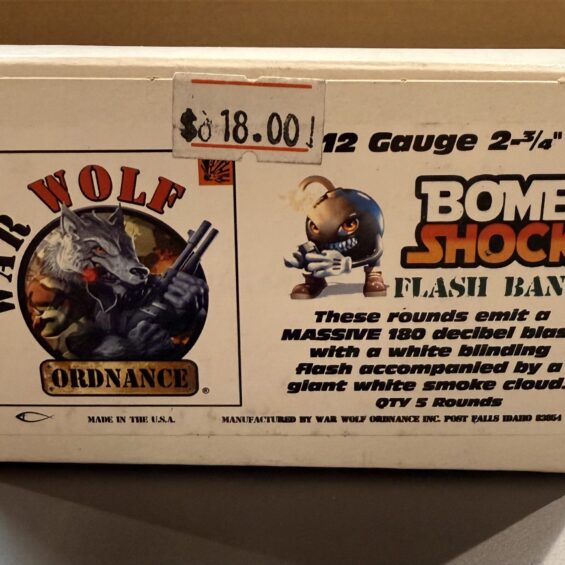 $ 18.00
12 Gauge 2-3/4"
WAR WOLF
ORDNANCE
®
BOMB
SHOCK
FLASH BAN
These rounds emit a
MASSIVE 180 decibel blas
with a white blinding
flash accompanied by a
giant white smoke cloud.
QTY 5 Rounds
MADE IN THE U.S.A.
MANUFACTURED BY WAR WOLF ORDNANCE INC. POST FALLS IDAHO 83854